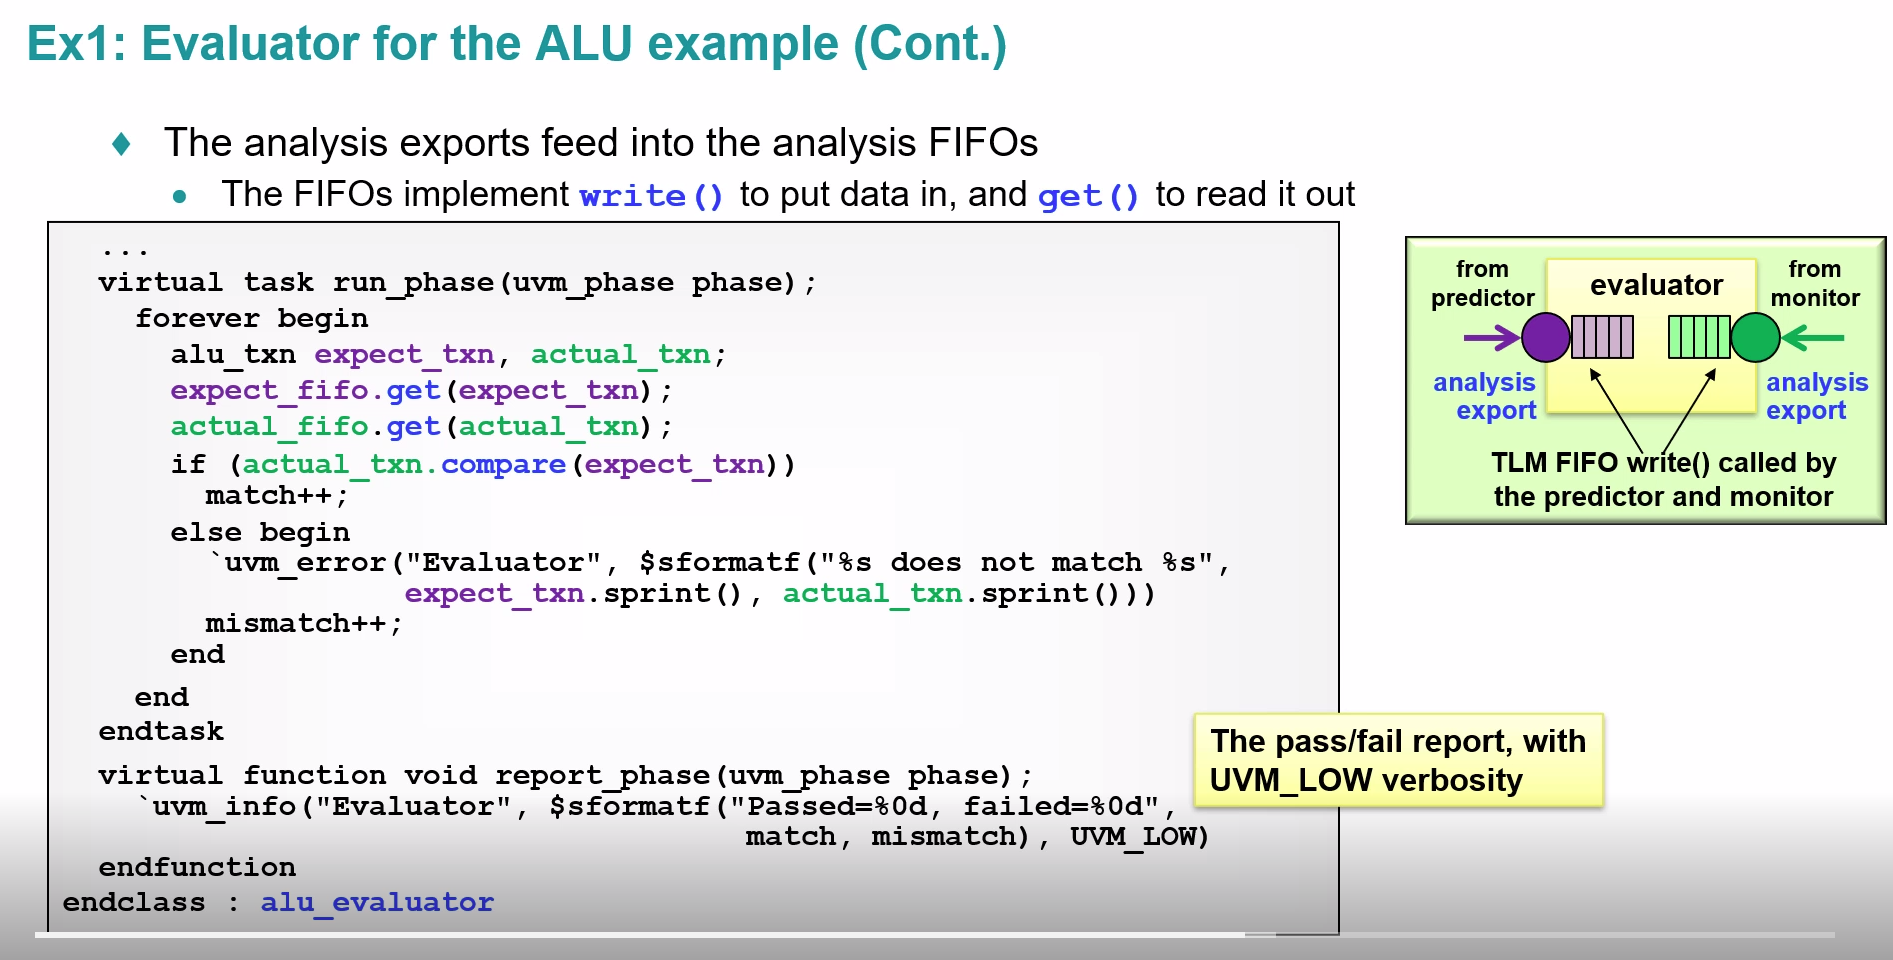 Ex1: Evaluator for the ALU example (Cont.)
The analysis exports feed into the analysis FIFOs
The FIFOs implement write() to put data in, and get() to read it out
...
virtual task run_phase(uvm_phase phase);
forever begin
alu_txn expect_txn, actual_txn;
expect_fifo.get(expect_txn);
actual_fifo.get(actual_txn);
if (actual_txn.compare(expect_txn))
match++;
else begin
`uvm_error("Evaluator", $sformatf("%s does not match %s",
expect_txn.sprint(), actual_txn.sprint()))
mismatch++;
end
end
endtask
virtual function void report_phase(uvm_phase phase);
`uvm_info("Evaluator", $sformatf("Passed=%0d, failed=%0d",
match, mismatch), UVM_LOW)
endfunction
endclass : alu_evaluator
from
predictor
evaluator
from
monitor
analysis
export
analysis
export
TLM FIFO write() called by
the predictor and monitor
The pass/fail report, with
UVM_LOW verbosity